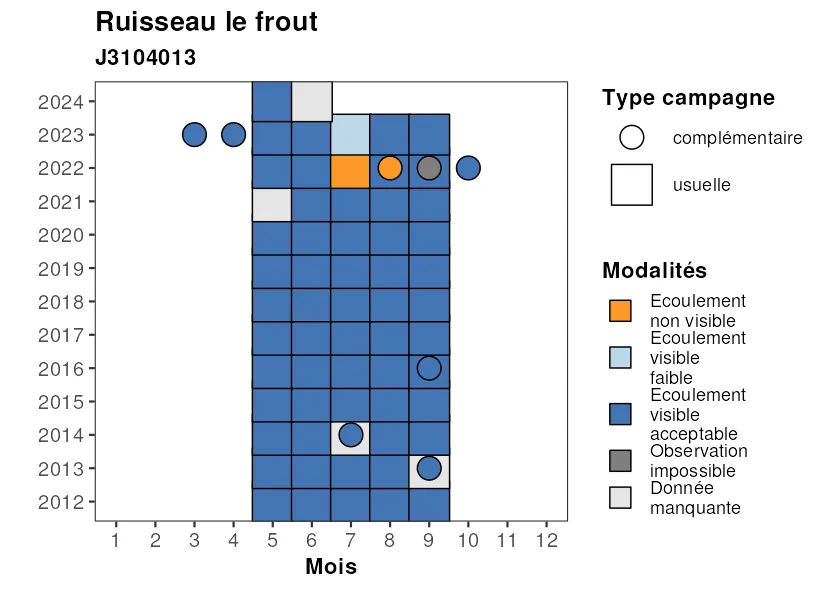 Ruisseau le frout
J3104013
2024
2023
2022
2021
2020
2019
2018
2017
2016
2015
2014
2013
2012
1 2 3 4 5 6 7 8 9 10 11 12
Mois
Type campagne
complémentaire
usuelle
Modalités
Ecoulement
non visible
Ecoulement
visible
faible
Ecoulement
visible
acceptable
Observation
impossible
Donnée
manquante